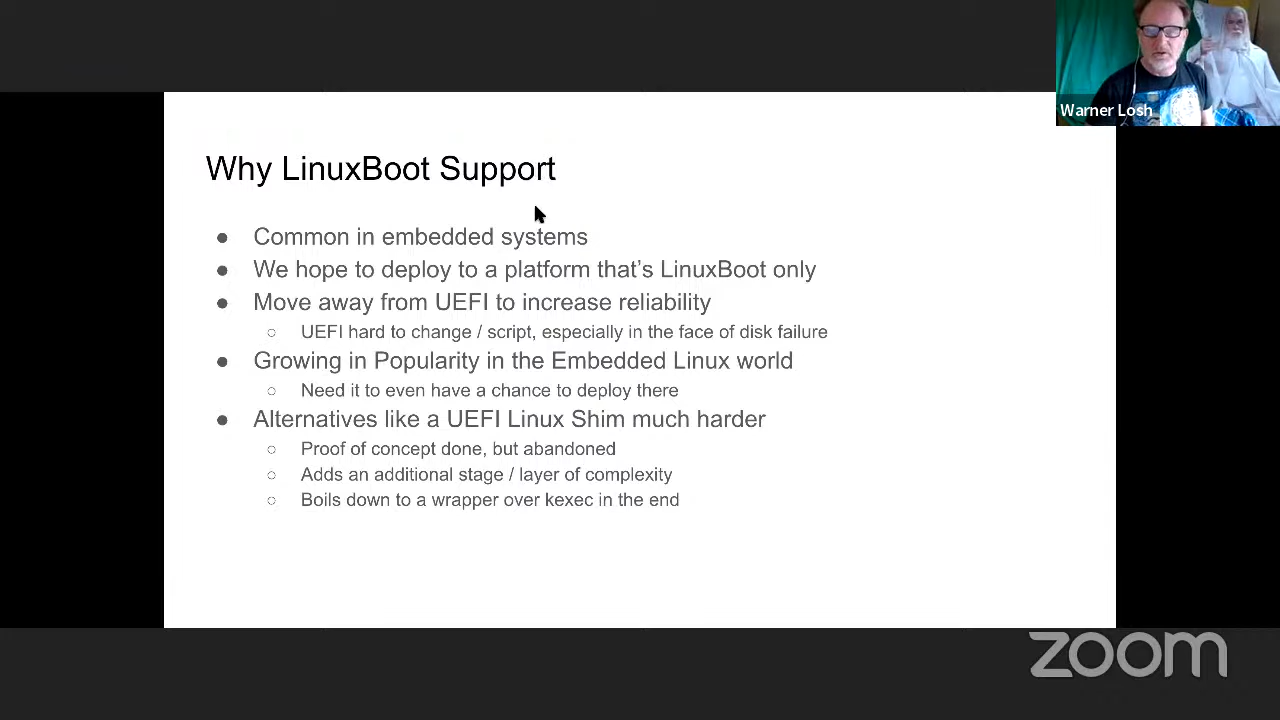 Warner Losh
Why LinuxBoot Support
● Common in embedded systems
● We hope to deploy to a platform that's LinuxBoot only
● Move away from UEFI to increase reliability
○ UEFI hard to change / script, especially in the face of disk failure
● Growing in Popularity in the Embedded Linux world
○ Need it to even have a chance to deploy there
● Alternatives like a UEFI Linux Shim much harder
○ Proof of concept done, but abandoned
○ Adds an additional stage / layer of complexity
○ Boils down to a wrapper over kexec in the end
zoom